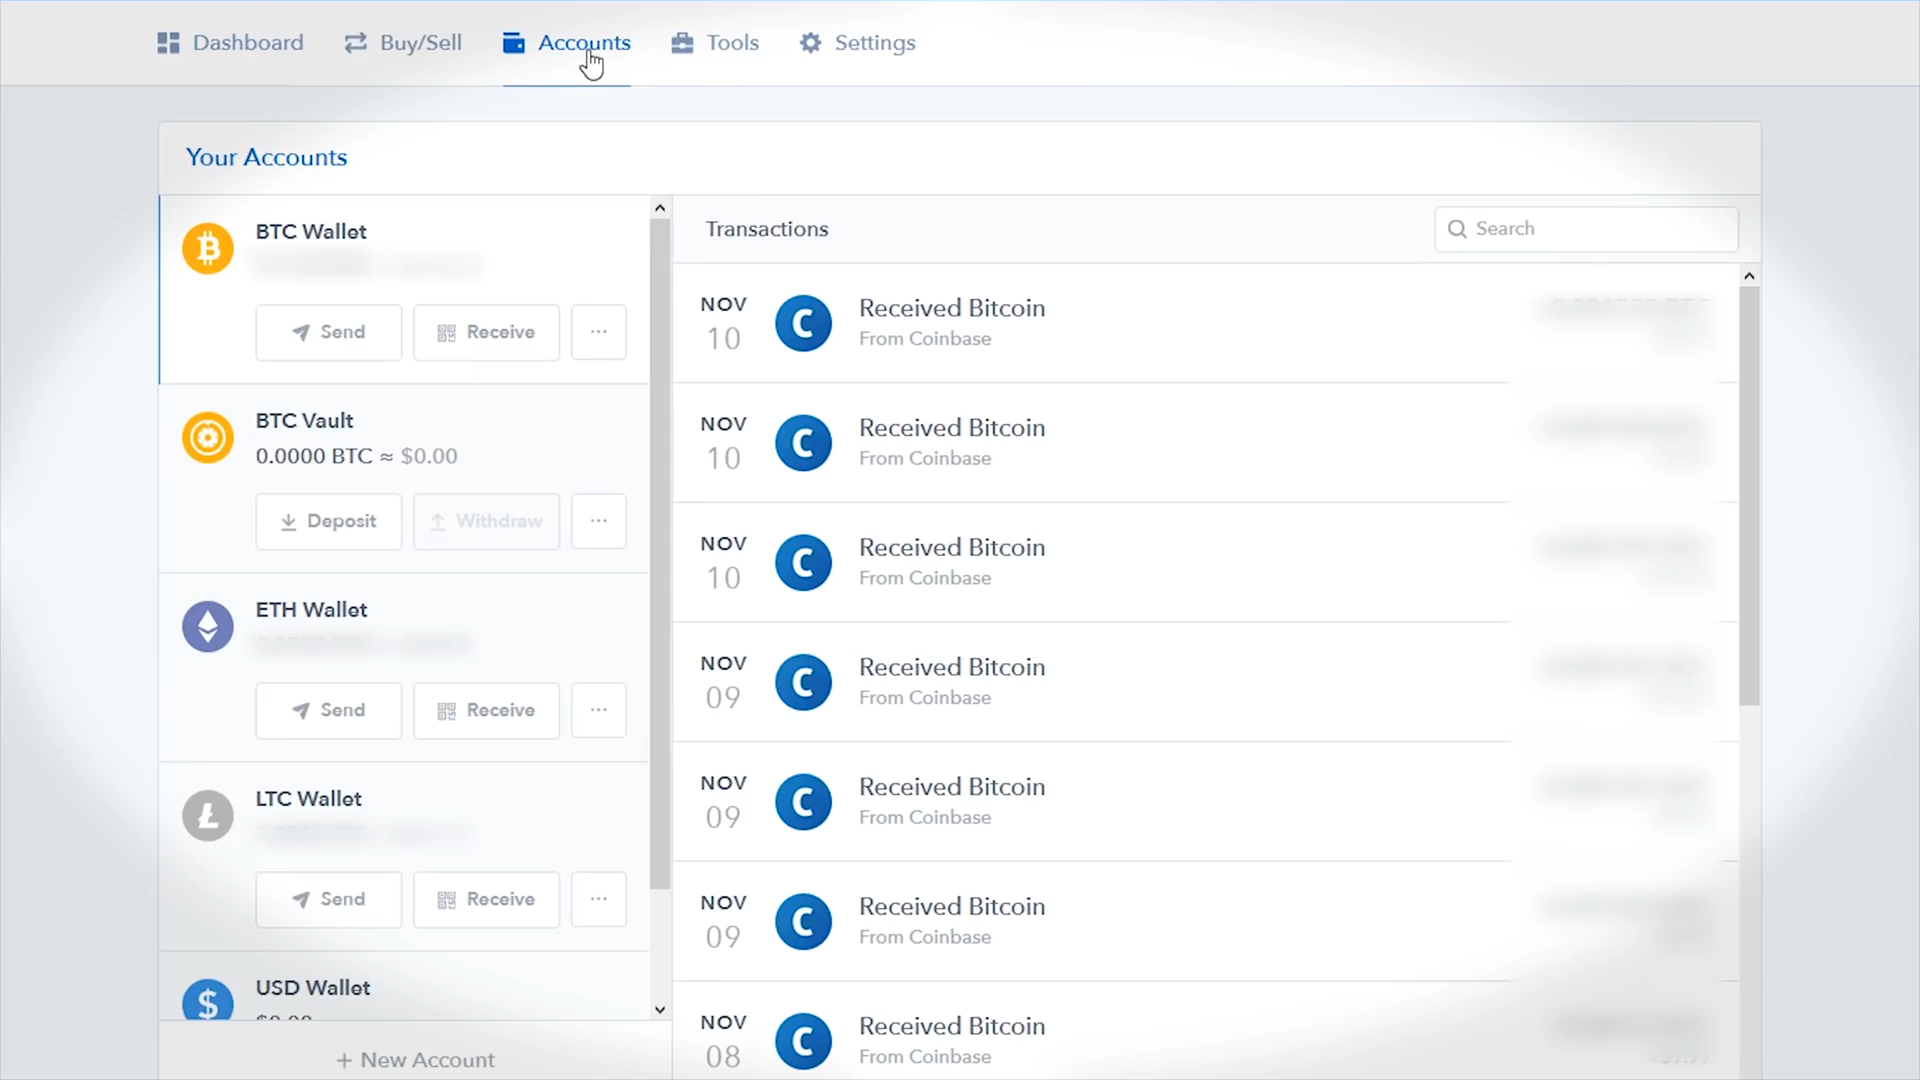 Dashboard
Buy/Sell
Accounts
Tools
Settings
Your Accounts
BTC Wallet
Send
Receive
...
BTC Vault
0.0000 BTC ≈ $0.00
Deposit
Withdraw
...
ETH Wallet
Send
Receive
...
LTC Wallet
Send
Receive
...
USD Wallet
$0.00
+ New Account
Transactions
Search
NOV
10
Received Bitcoin
From Coinbase
NOV
10
Received Bitcoin
From Coinbase
NOV
10
Received Bitcoin
From Coinbase
NOV
09
Received Bitcoin
From Coinbase
NOV
09
Received Bitcoin
From Coinbase
NOV
09
Received Bitcoin
From Coinbase
NOV
08
Received Bitcoin
From Coinbase